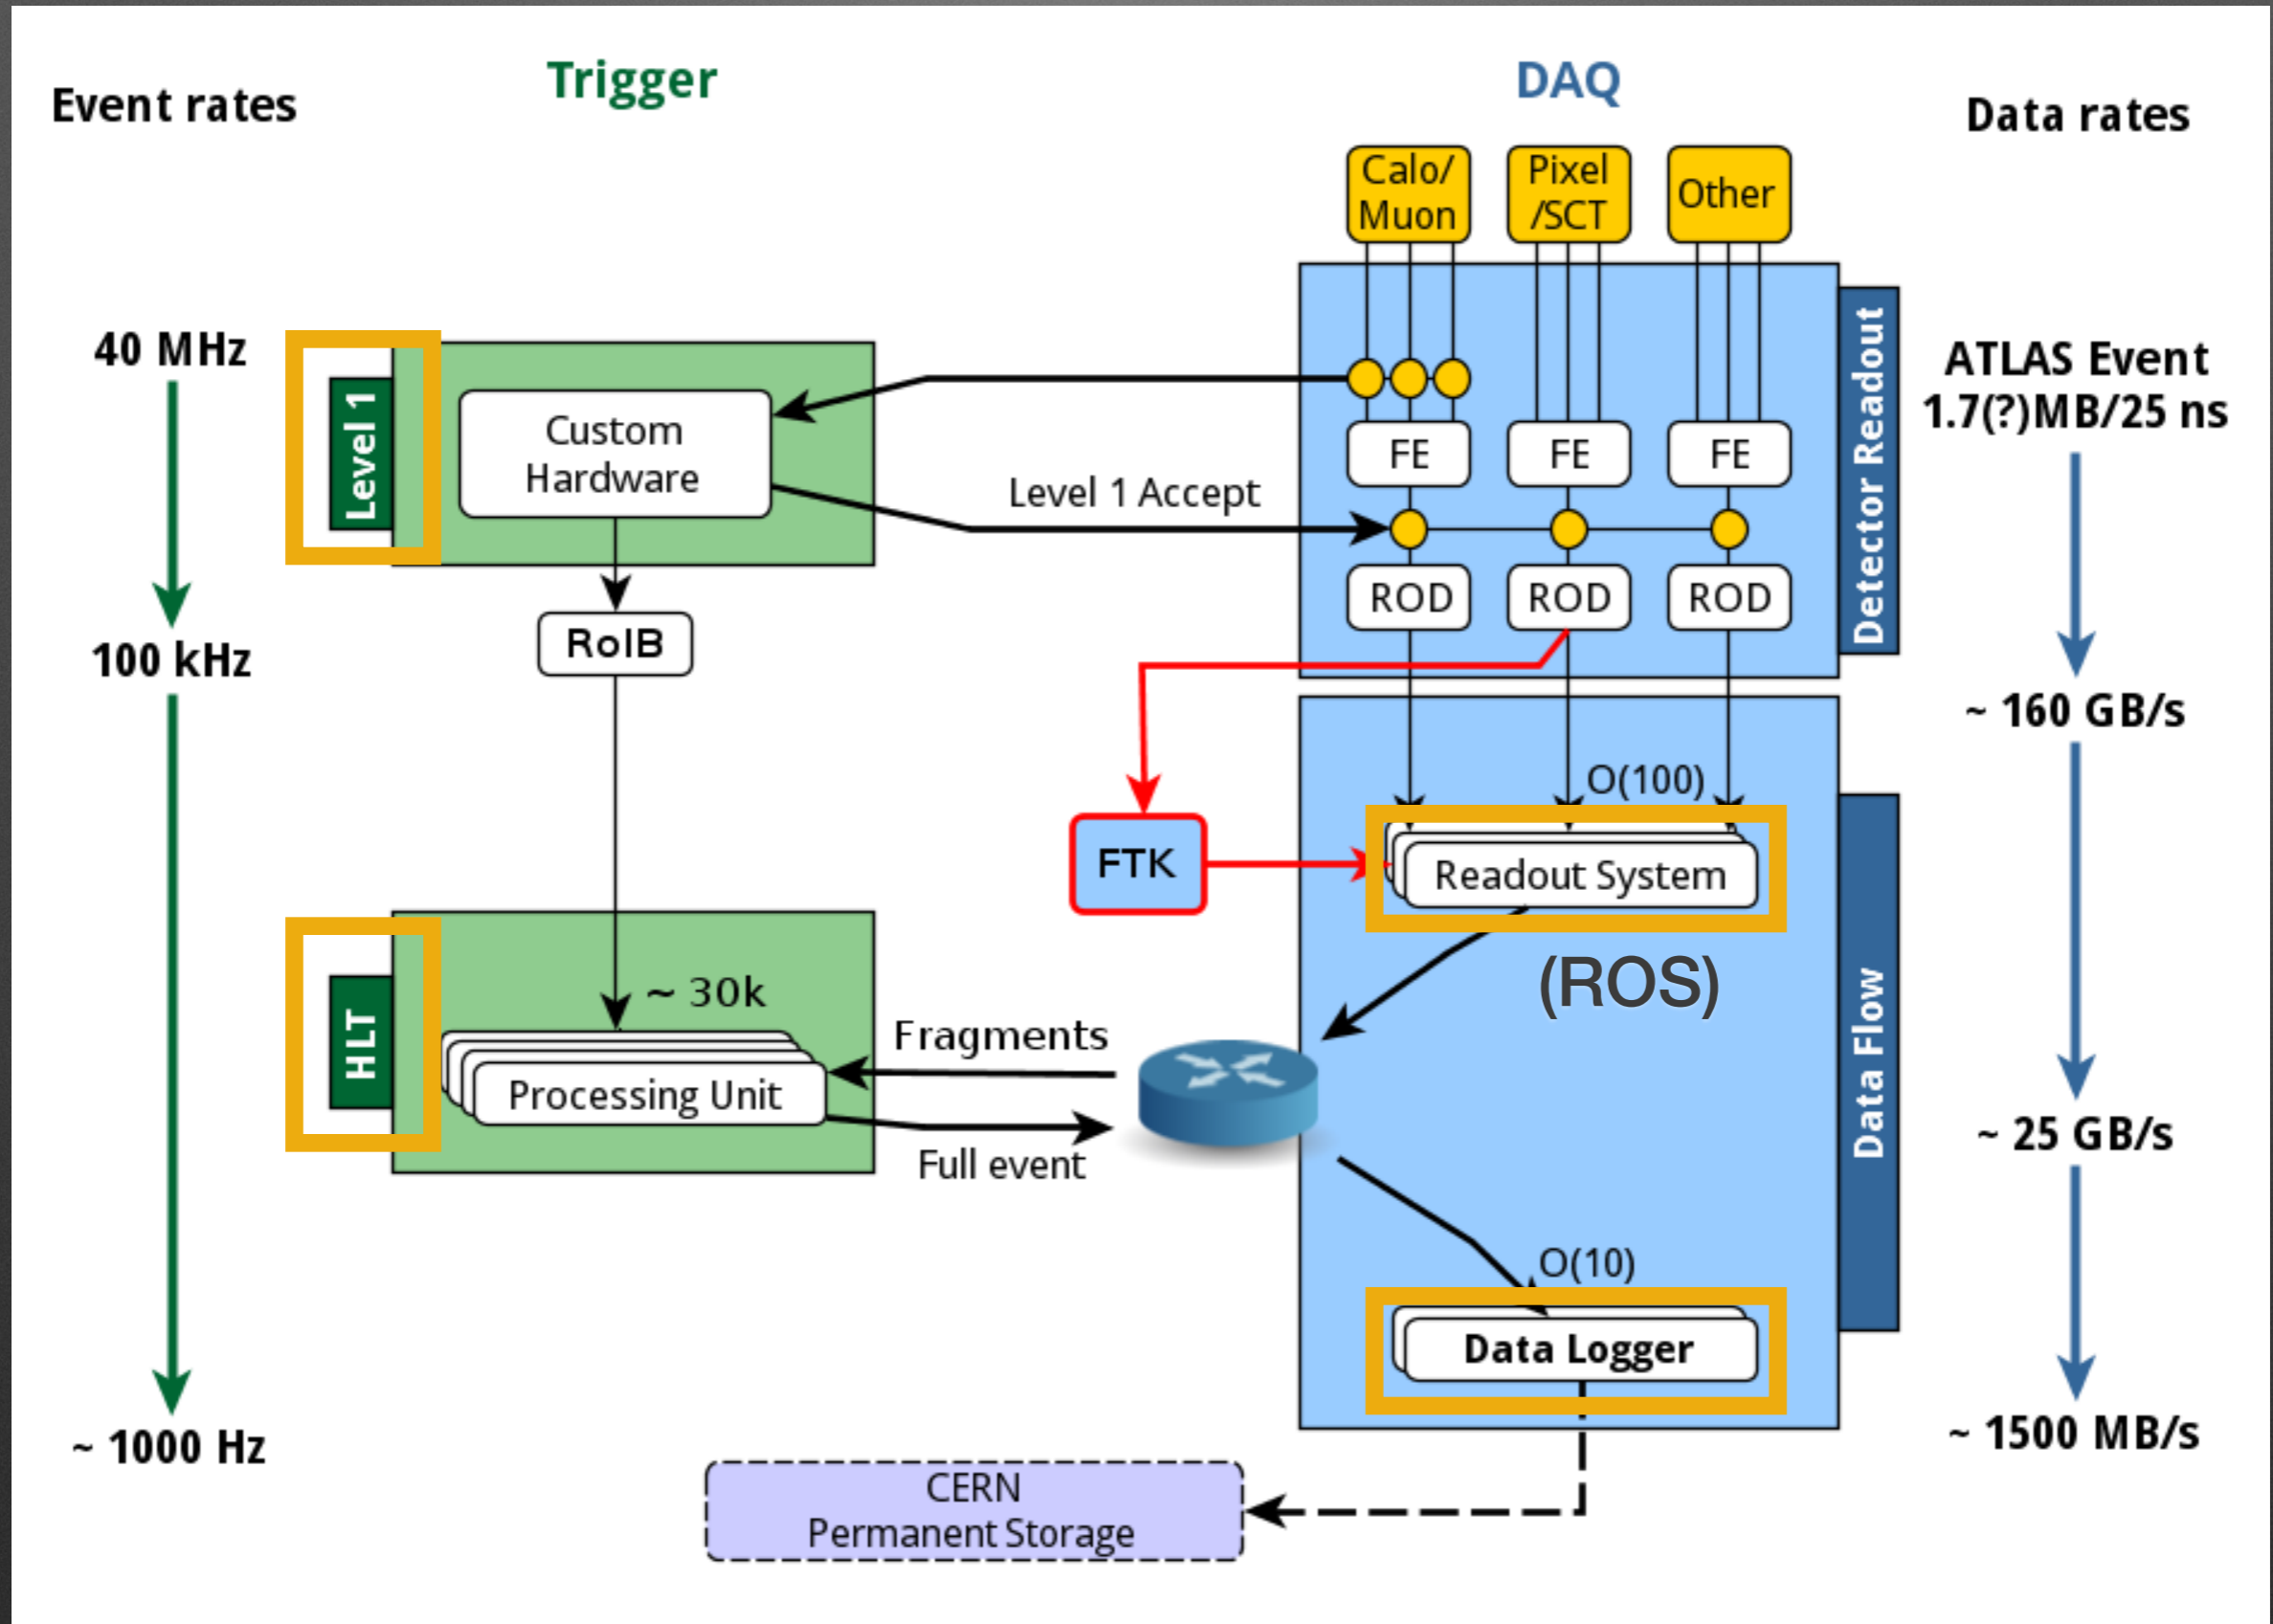 Trigger
DAQ
Event rates
Data rates
Calo/
Muon
Pixel
/SCT
Other
40 MHz
Level 1
Custom
Hardware
Level 1 Accept
FE
FE
FE
ROD
ROD
ROD
Detector Readout
ATLAS Event
1.7(?)MB/25 ns
100 kHz
RoIB
~ 160 GB/s
O(100)
FTK
Readout System
(ROS)
HLT
~ 30k
Processing Unit
Fragments
Full event
Data Flow
~ 25 GB/s
O(10)
Data Logger
~ 1000 Hz
~ 1500 MB/s
CERN
Permanent Storage